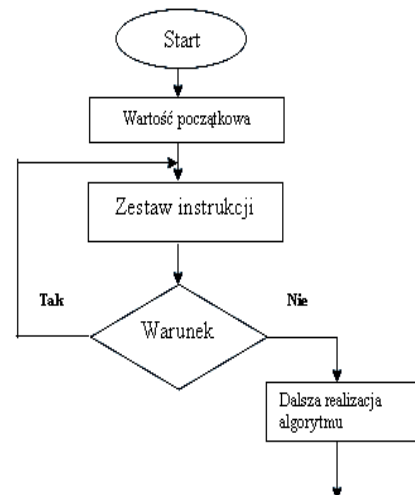 Start
Wartość początkowa
Zestaw instrukcji
Tak
Nie
Warunek
Dalsza realizacja
algorytmu